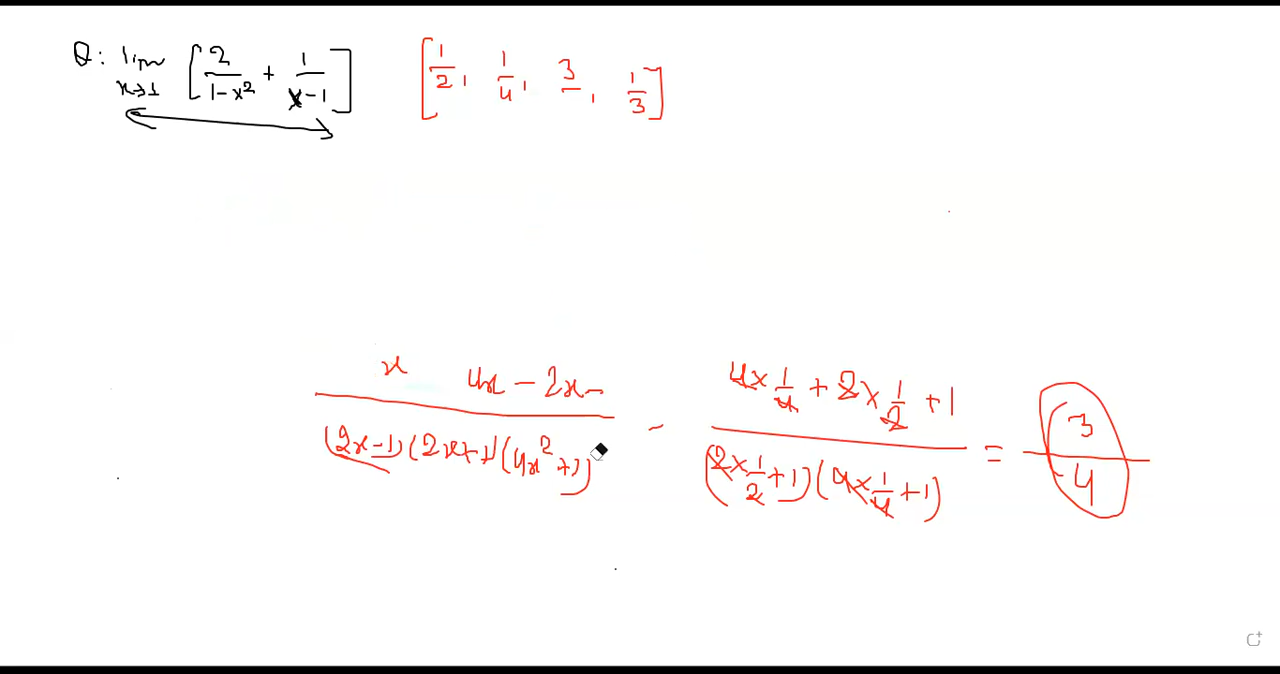 Q: lim x→1 [2/(1-x²) + 1/(x-1)] [1/2, 1/4, 3/, 1/3]
x 4x - 2x - / (2x-1)(2x+1)(4x²+1) - (4×1/4 + 2×1/2 + 1) / (2×1/2+1)(4×1/4+1) = 3/4